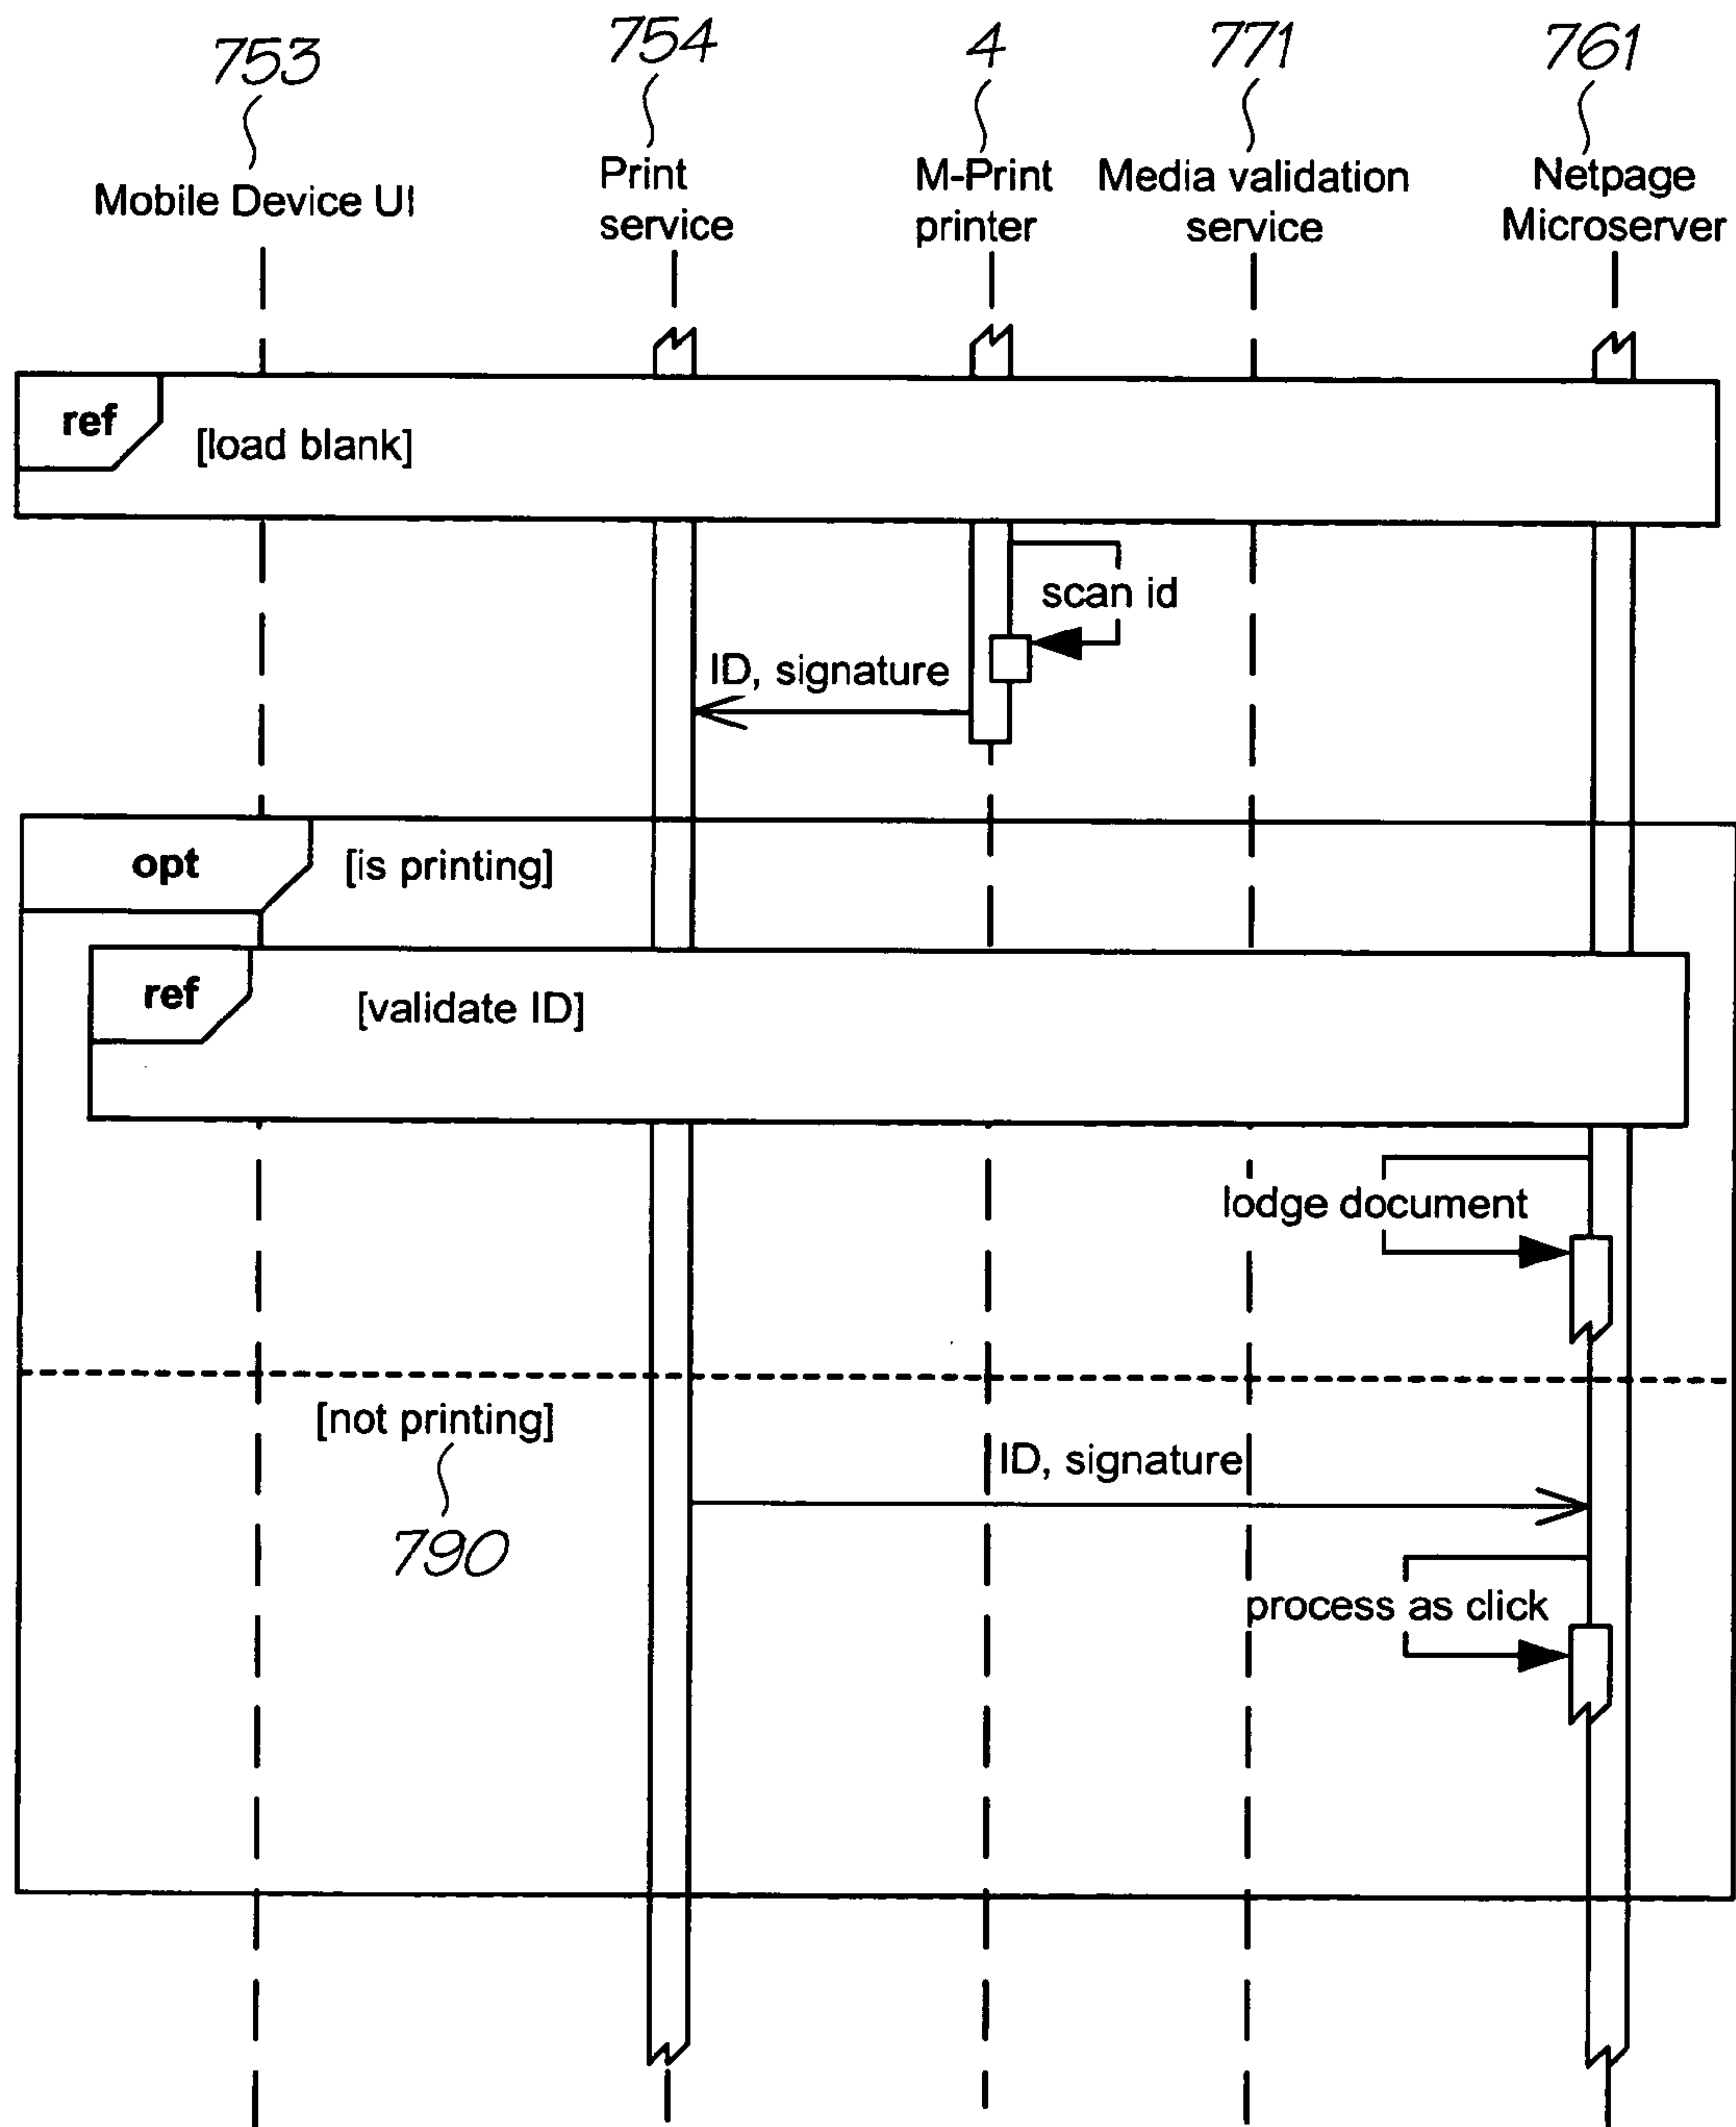 753
754
4
771
761
Mobile Device UI
Print
service
M-Print
printer
Media validation
service
Netpage
Microserver
ref
[load blank]
scan id
ID, signature
opt
[is printing]
ref
[validate ID]
lodge document
[not printing]
790
ID, signature
process as click